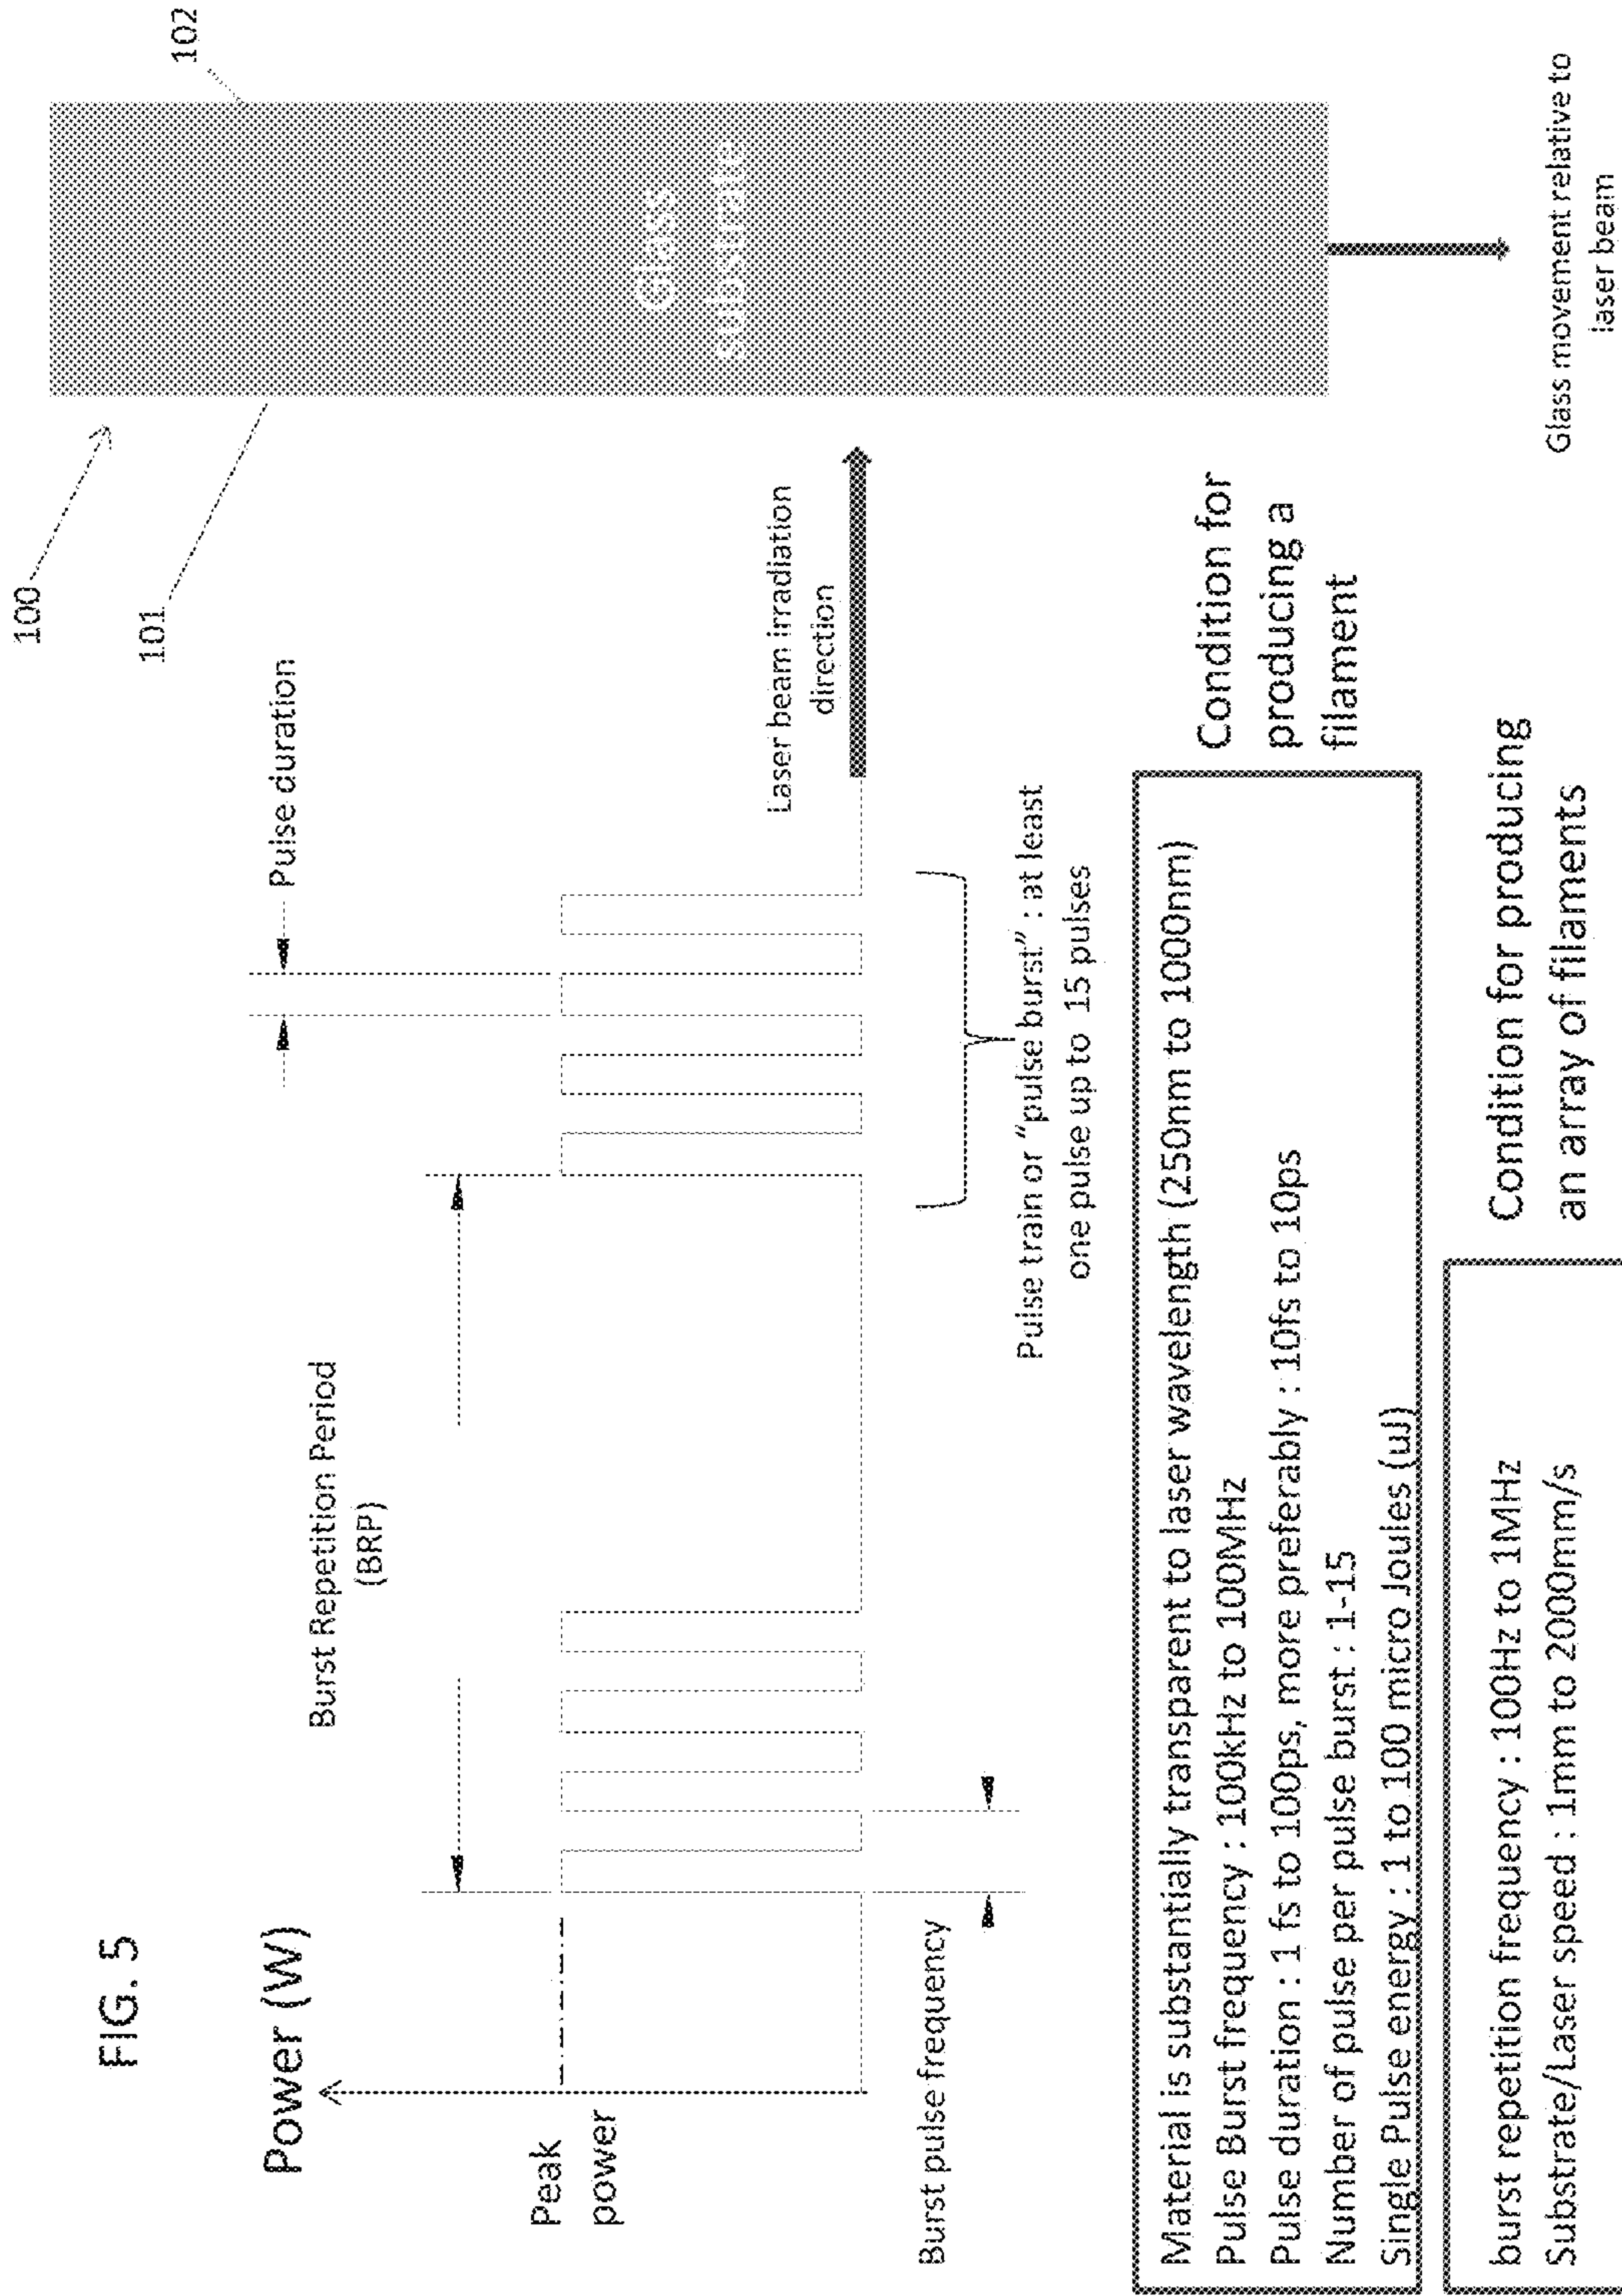 FIG. 5
Power (W)
Peak
power
Burst Repetition Period
(BRP)
Pulse duration
100
101
102
Glass
substrate
Laser beam irradiation
direction
Burst pulse frequency
Pulse train or “pulse burst” : at least
one pulse up to 15 pulses
Glass movement relative to
laser beam
Material is substantially transparent to laser wavelength (250nm to 1000nm)
Pulse Burst frequency : 100kHz to 100MHz
Pulse duration : 1 fs to 100ps, more preferably : 10fs to 10ps
Number of pulse per pulse burst : 1-15
Single Pulse energy : 1 to 100 micro Joules (uJ)
Condition for
producing a
filament
burst repetition frequency : 100Hz to 1MHz
Substrate/Laser speed : 1mm to 2000mm/s
Condition for producing
an array of filaments